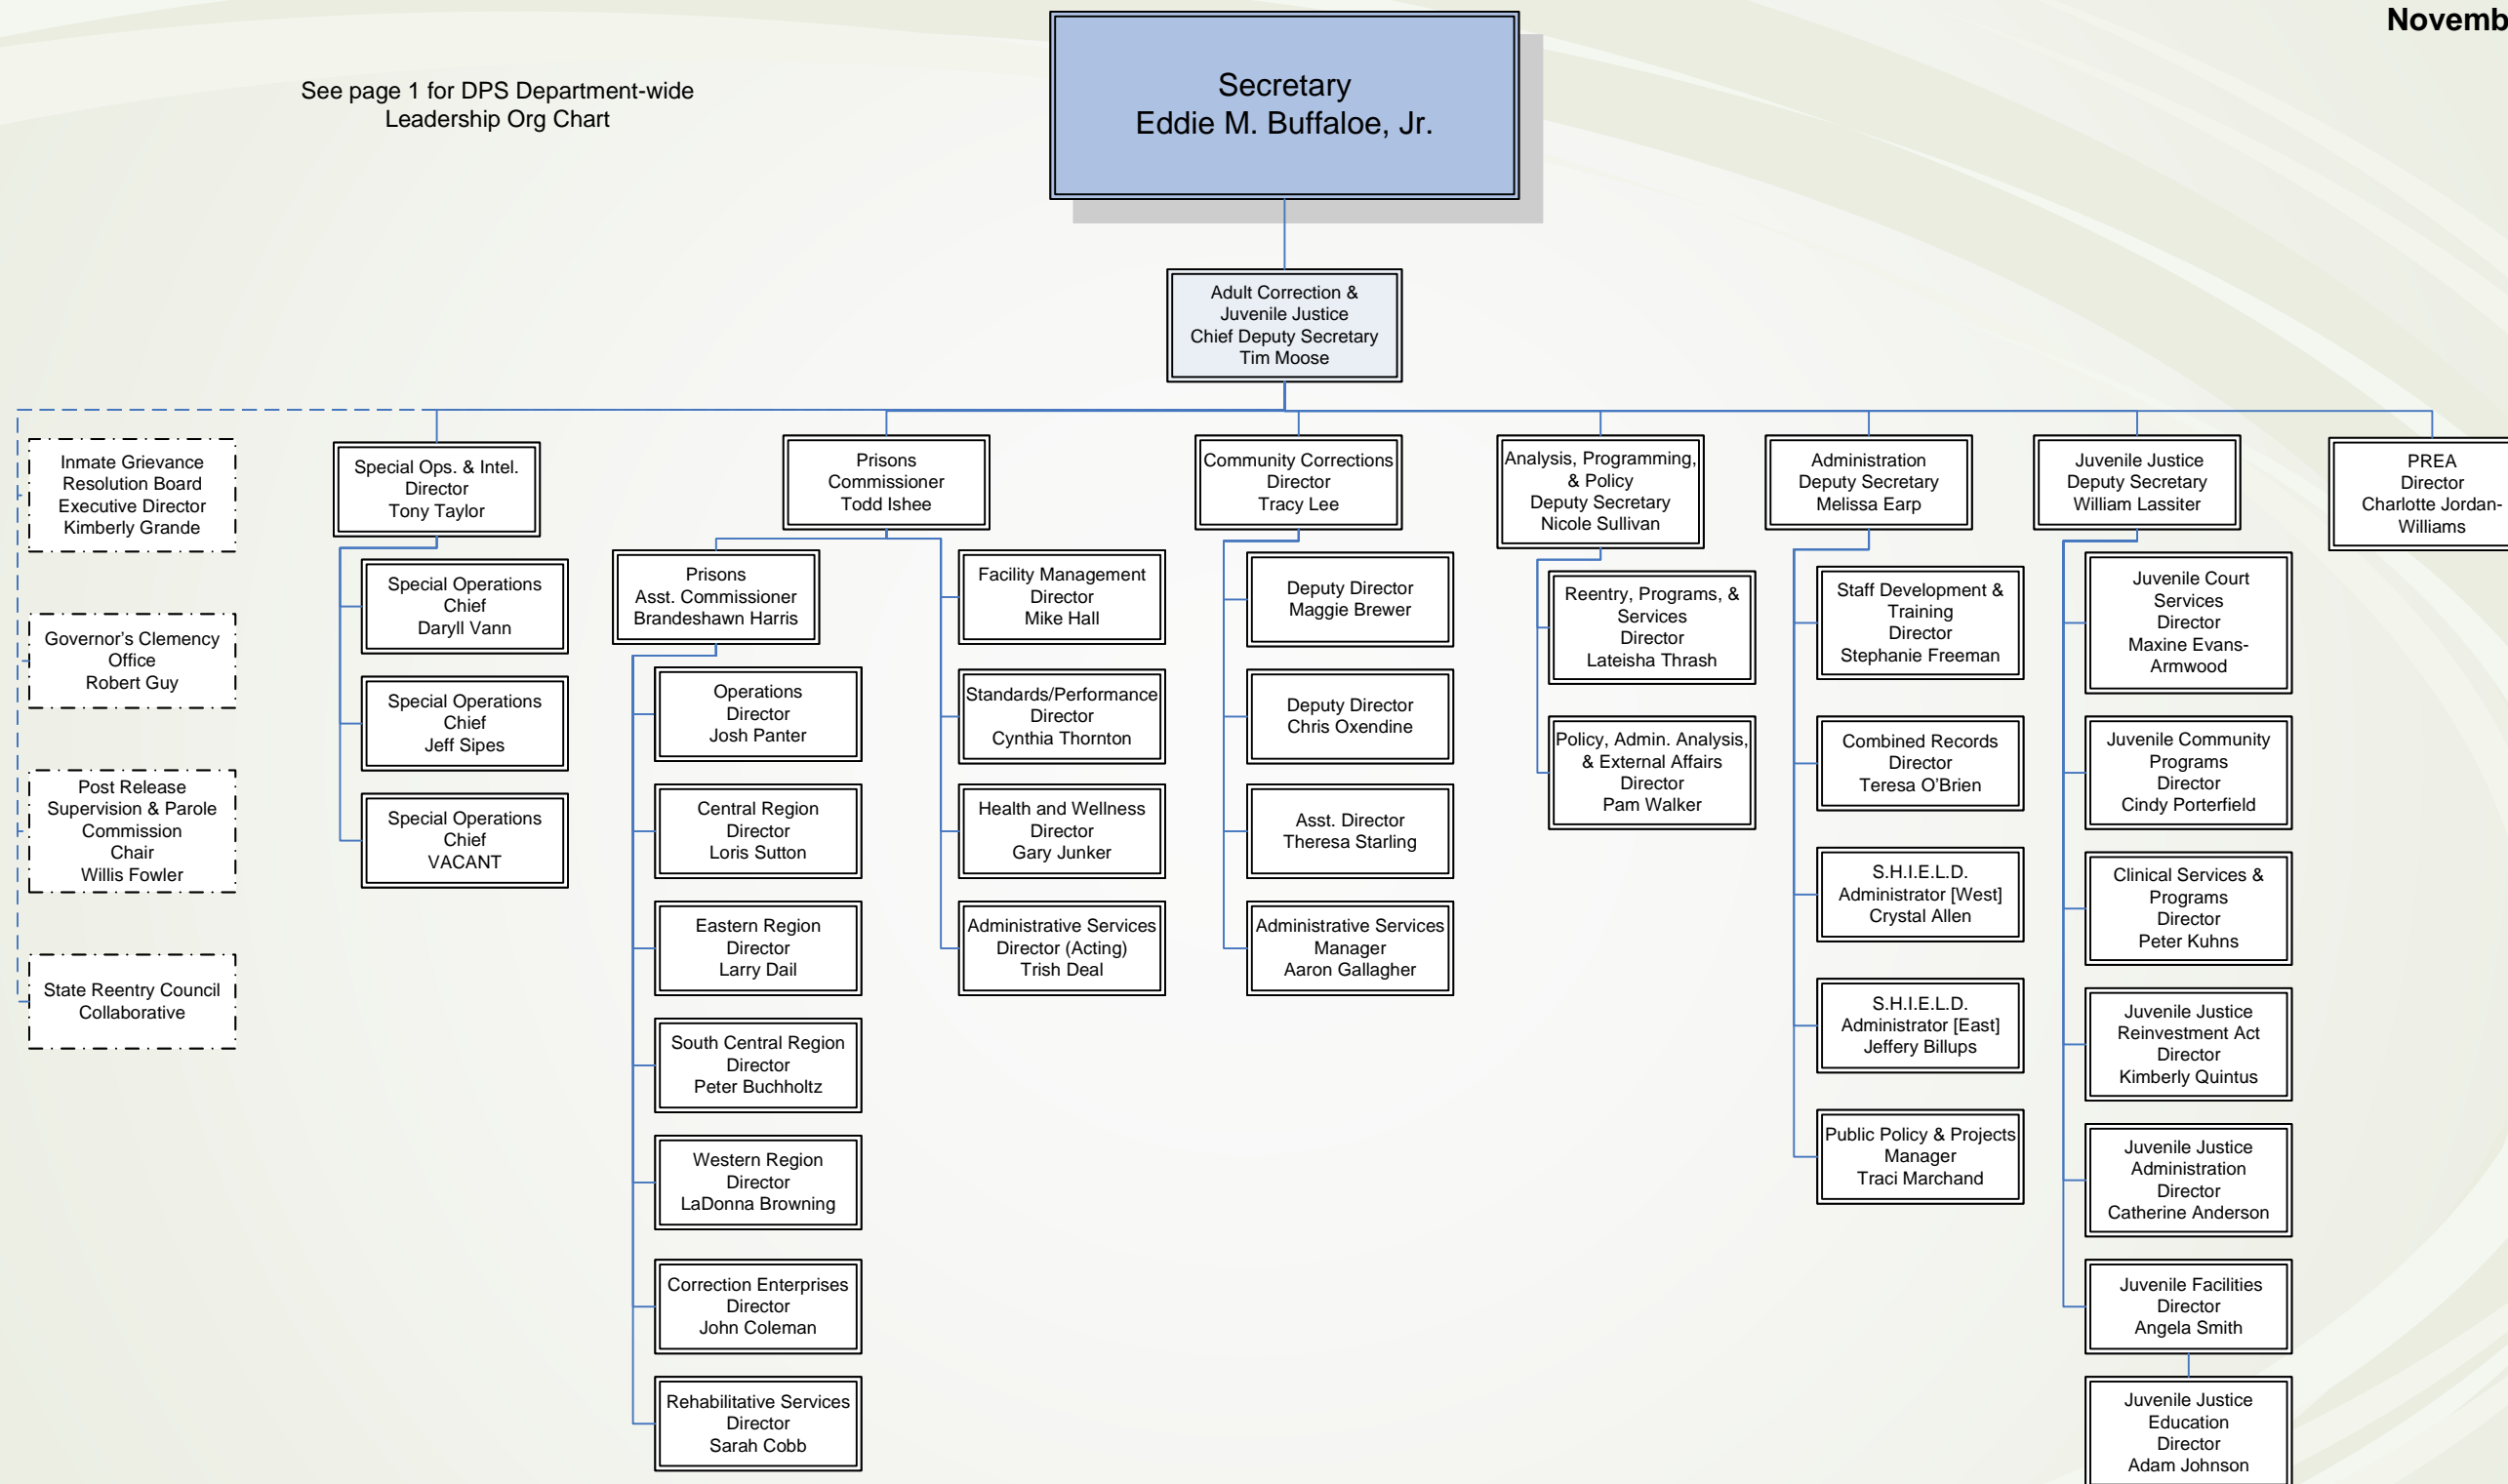 Novemb
See page 1 for DPS Department-wide
Leadership Org Chart
Secretary
Eddie M. Buffaloe, Jr.
Adult Correction &
Juvenile Justice
Chief Deputy Secretary
Tim Moose
Inmate Grievance
Resolution Board
Executive Director
Kimberly Grande
Governor’s Clemency
Office
Robert Guy
Post Release
Supervision & Parole
Commission
Chair
Willis Fowler
State Reentry Council
Collaborative
Special Ops. & Intel.
Director
Tony Taylor
Special Operations
Chief
Daryll Vann
Special Operations
Chief
Jeff Sipes
Special Operations
Chief
VACANT
Prisons
Commissioner
Todd Ishee
Prisons
Asst. Commissioner
Brandeshawn Harris
Operations
Director
Josh Panter
Central Region
Director
Loris Sutton
Eastern Region
Director
Larry Dail
South Central Region
Director
Peter Buchholtz
Western Region
Director
LaDonna Browning
Correction Enterprises
Director
John Coleman
Rehabilitative Services
Director
Sarah Cobb
Facility Management
Director
Mike Hall
Standards/Performance
Director
Cynthia Thornton
Health and Wellness
Director
Gary Junker
Administrative Services
Director (Acting)
Trish Deal
Community Corrections
Director
Tracy Lee
Deputy Director
Maggie Brewer
Deputy Director
Chris Oxendine
Asst. Director
Theresa Starling
Administrative Services
Manager
Aaron Gallagher
Analysis, Programming,
& Policy
Deputy Secretary
Nicole Sullivan
Reentry, Programs, &
Services
Director
Lateisha Thrash
Policy, Admin. Analysis,
& External Affairs
Director
Pam Walker
Administration
Deputy Secretary
Melissa Earp
Staff Development &
Training
Director
Stephanie Freeman
Combined Records
Director
Teresa O’Brien
S.H.I.E.L.D.
Administrator [West]
Crystal Allen
S.H.I.E.L.D.
Administrator [East]
Jeffery Billups
Public Policy & Projects
Manager
Traci Marchand
Juvenile Justice
Deputy Secretary
William Lassiter
Juvenile Court
Services
Director
Maxine Evans-
Armwood
Juvenile Community
Programs
Director
Cindy Porterfield
Clinical Services &
Programs
Director
Peter Kuhns
Juvenile Justice
Reinvestment Act
Director
Kimberly Quintus
Juvenile Justice
Administration
Director
Catherine Anderson
Juvenile Facilities
Director
Angela Smith
Juvenile Justice
Education
Director
Adam Johnson
PREA
Director
Charlotte Jordan-
Williams